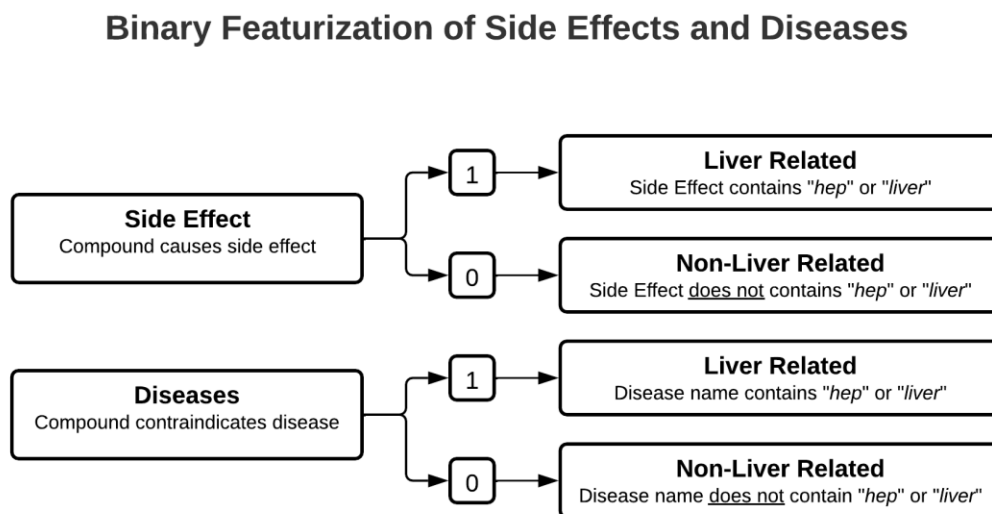 Binary Featurization of Side Effects and Diseases
1
Liver Related
Side Effect contains "hep" or "liver"
Side Effect
Compound causes side effect
0
Non-Liver Related
Side Effect does not contains "hep" or "liver"
1
Liver Related
Disease name contains "hep" or "liver"
Diseases
Compound contraindicates disease
0
Non-Liver Related
Disease name does not contain "hep" or "liver"